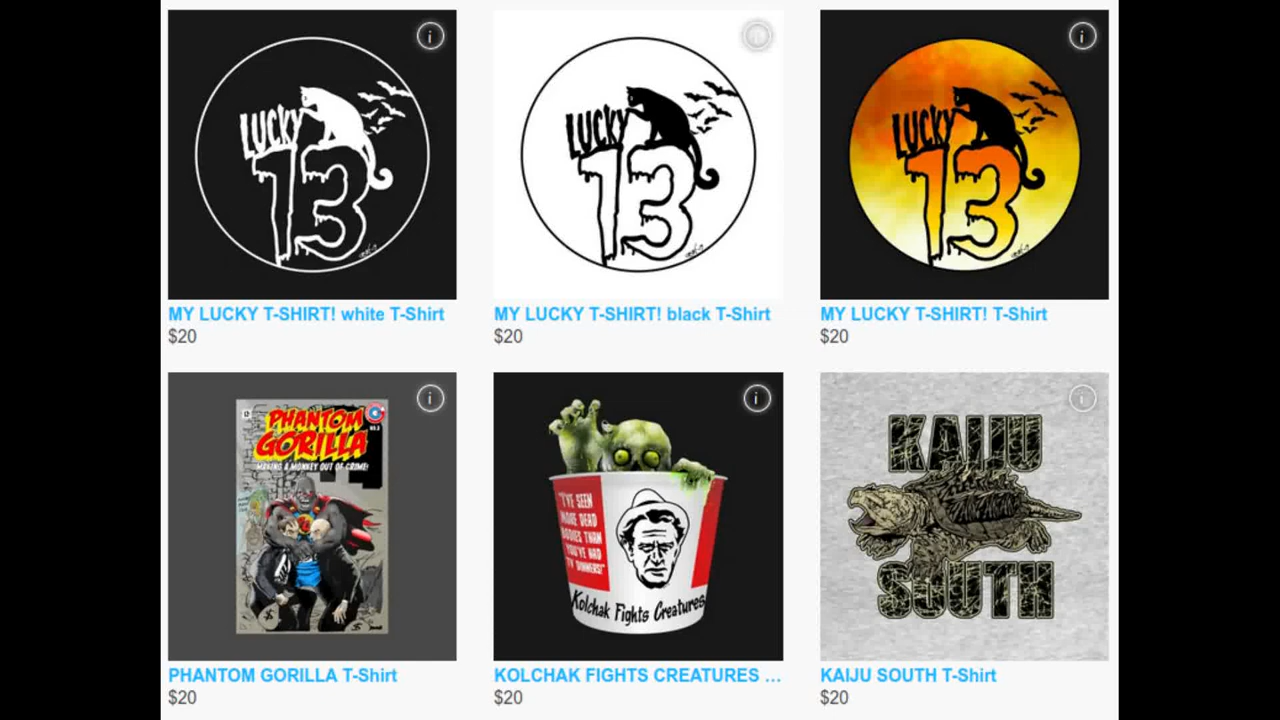 LUCKY
13
LUCKY
13
LUCKY
13
MY LUCKY T-SHIRT! white T-Shirt
$20
MY LUCKY T-SHIRT! black T-Shirt
$20
MY LUCKY T-SHIRT! T-Shirt
$20
PHANTOM
GORILLA
MAKING A MONKEY OUT OF CRIME!
"I'VE SEEN
MORE DEAD
BODIES THAN
YOU'VE HAD
TV DINNERS!"
Kolchak Fights Creatures
KAIJU
SOUTH
PHANTOM GORILLA T-Shirt
$20
KOLCHAK FIGHTS CREATURES …
$20
KAIJU SOUTH T-Shirt
$20